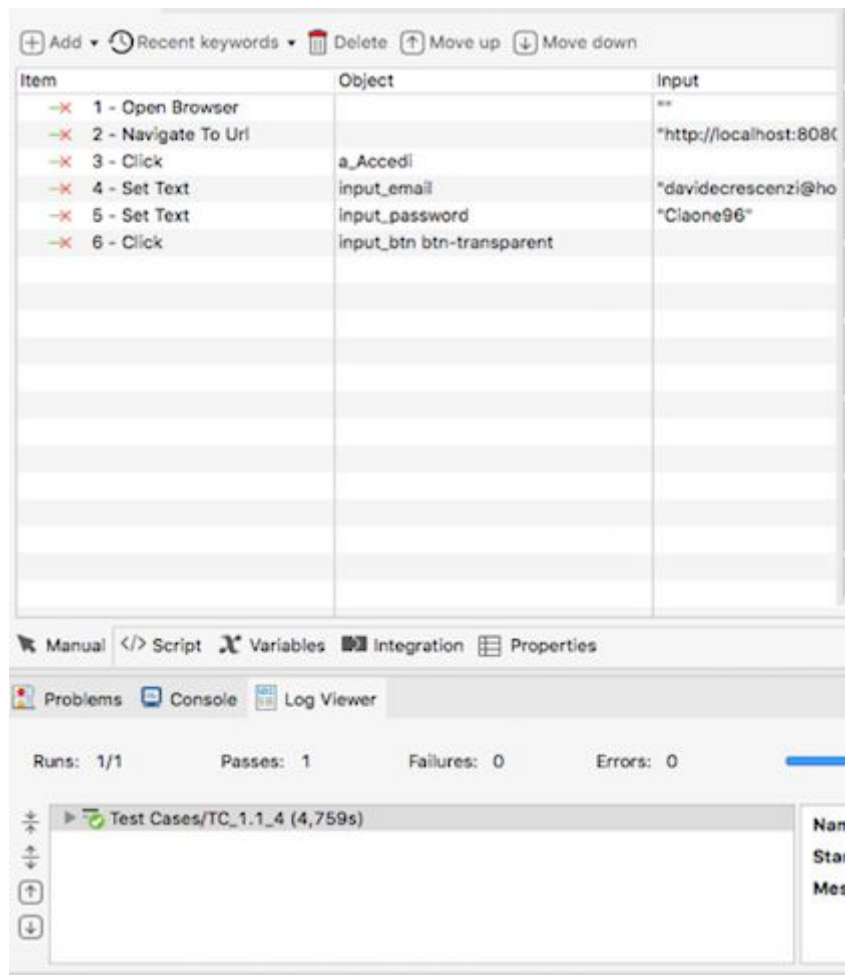 Add Recent keywords Delete Move up Move down
Item Object Input
1 - Open Browser ""
2 - Navigate To Url "http://localhost:8080
3 - Click a_Accedi
4 - Set Text input_email "davidecrescenzi@ho
5 - Set Text input_password "Ciaone96"
6 - Click input_btn btn-transparent
Manual </> Script X Variables Integration Properties
Problems Console Log Viewer
Runs: 1/1 Passes: 1 Failures: 0 Errors: 0
Test Cases/TC_1.1_4 (4,759s)
Nam
Star
Mes